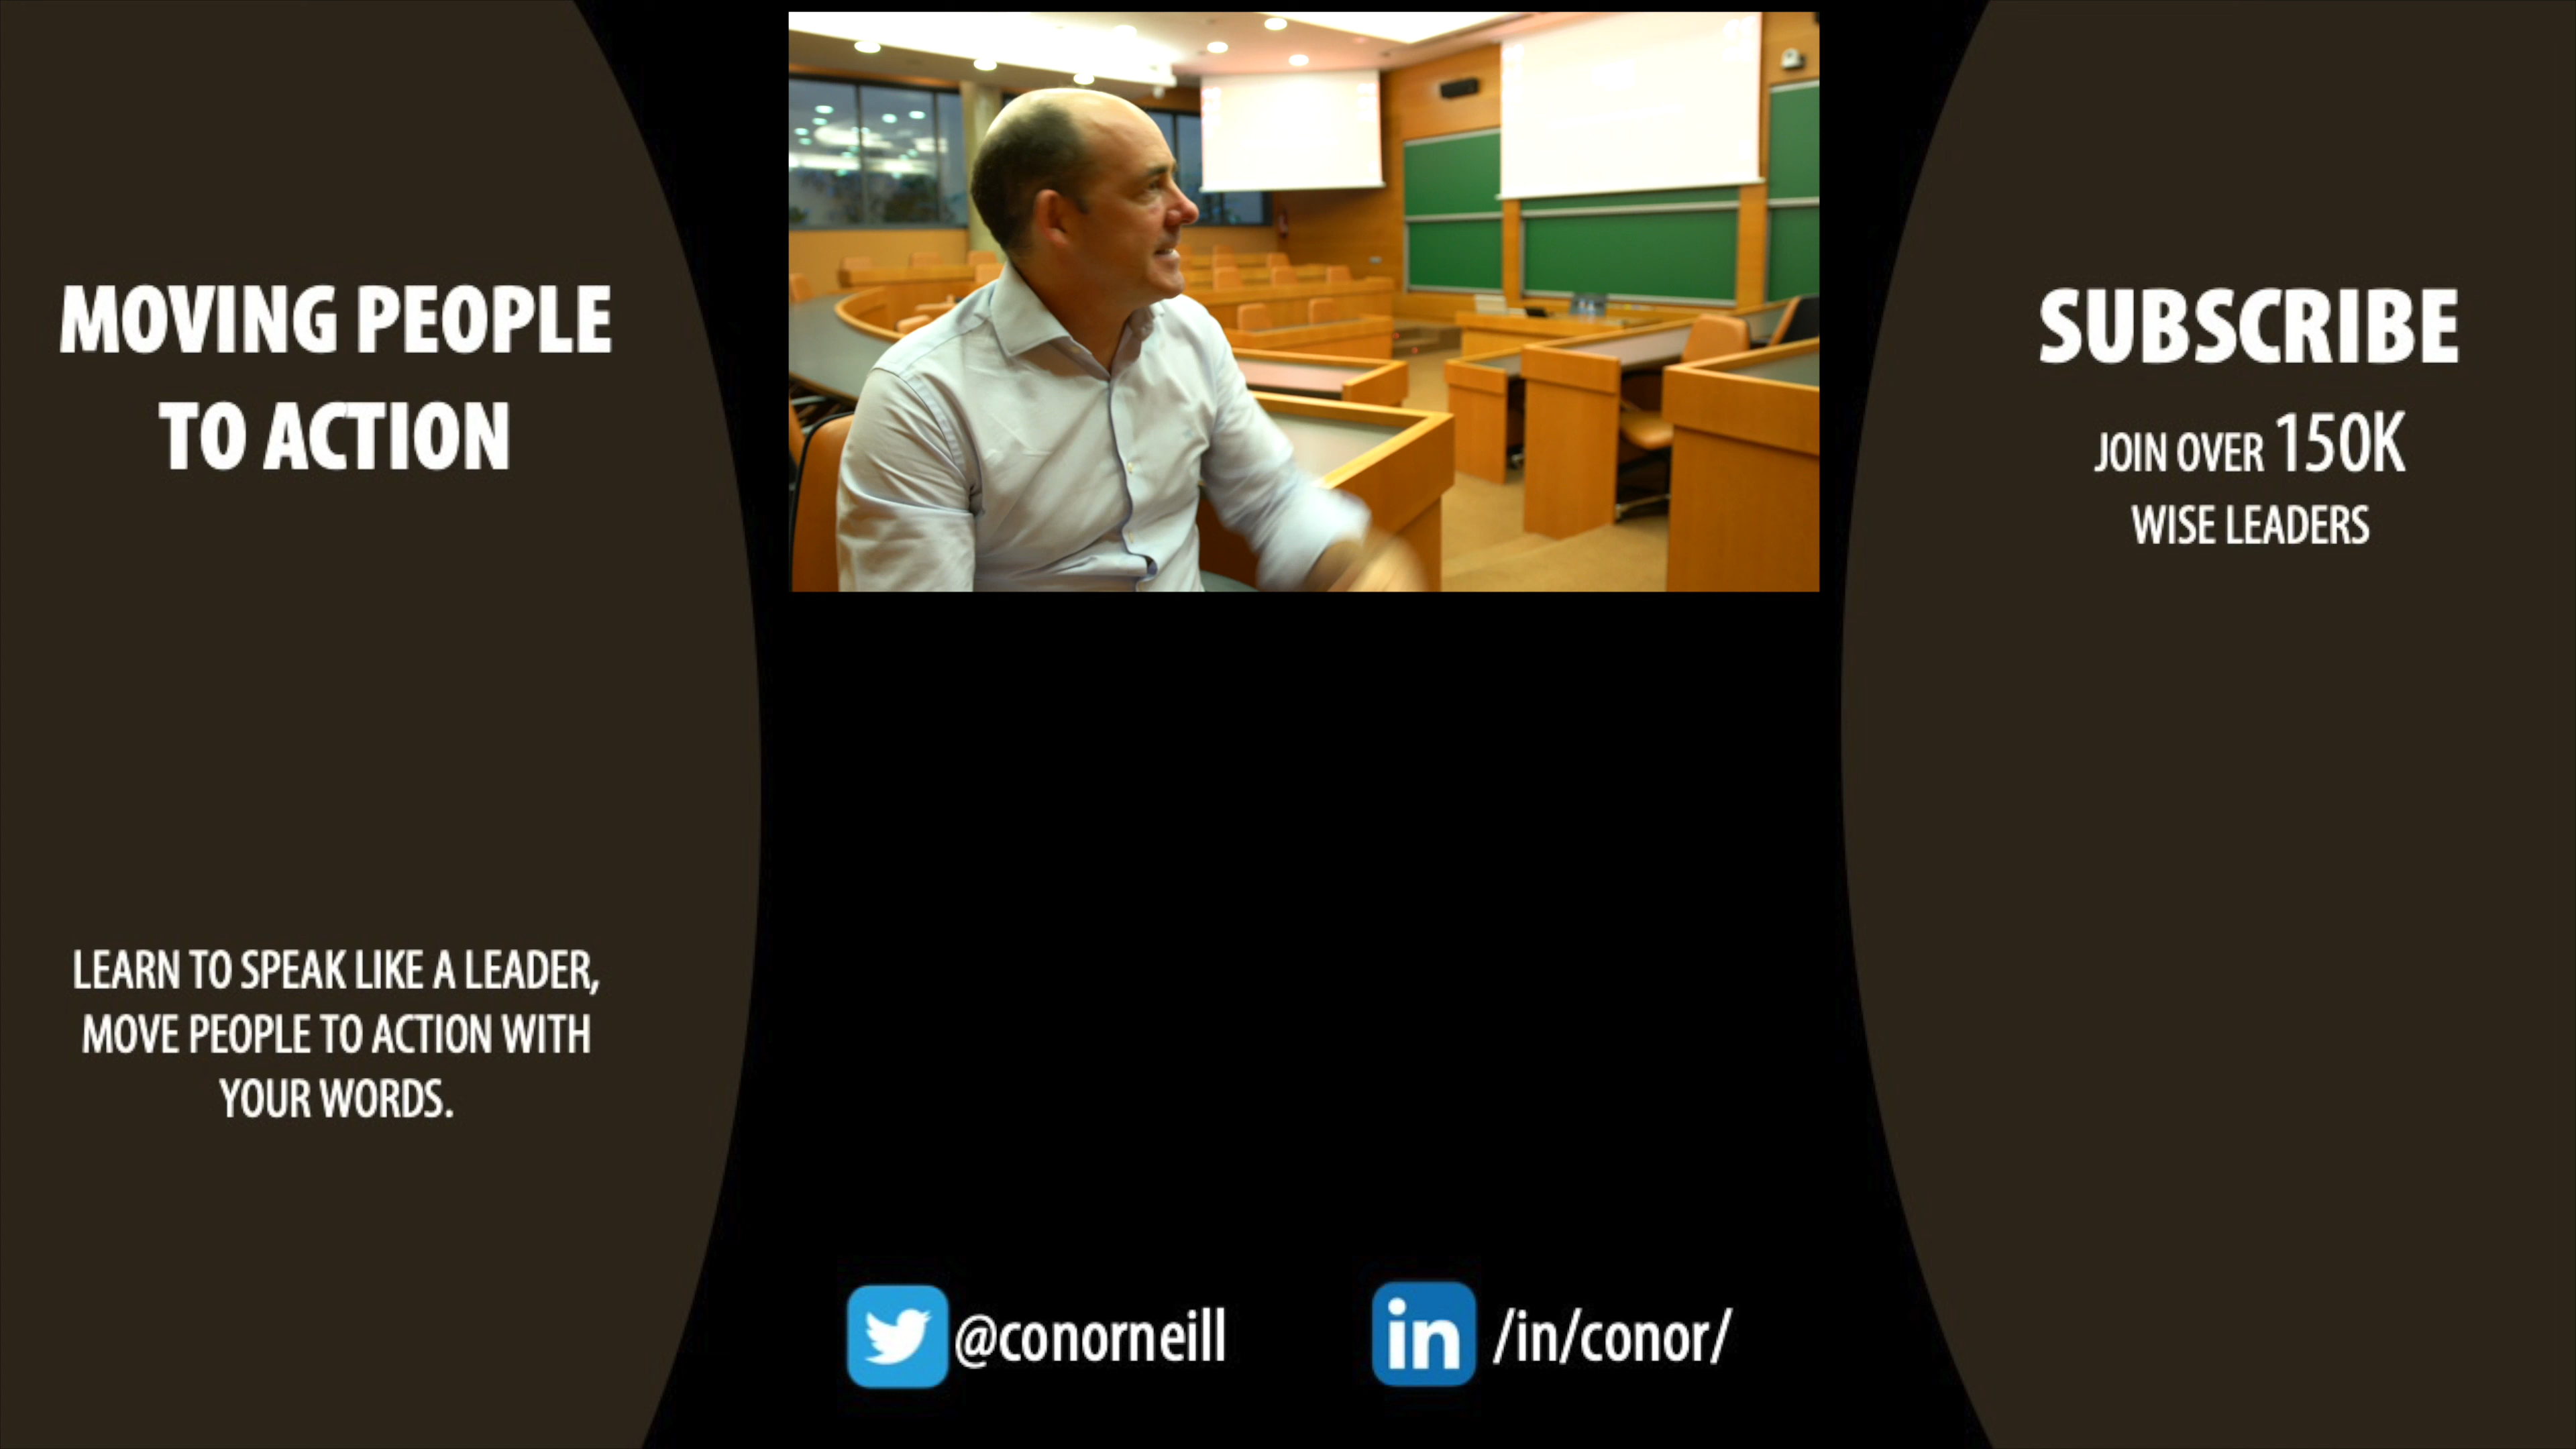 MOVING PEOPLE
TO ACTION
LEARN TO SPEAK LIKE A LEADER,
MOVE PEOPLE TO ACTION WITH
YOUR WORDS.
SUBSCRIBE
JOIN OVER 150K
WISE LEADERS
@conorneill
in /in/conor/